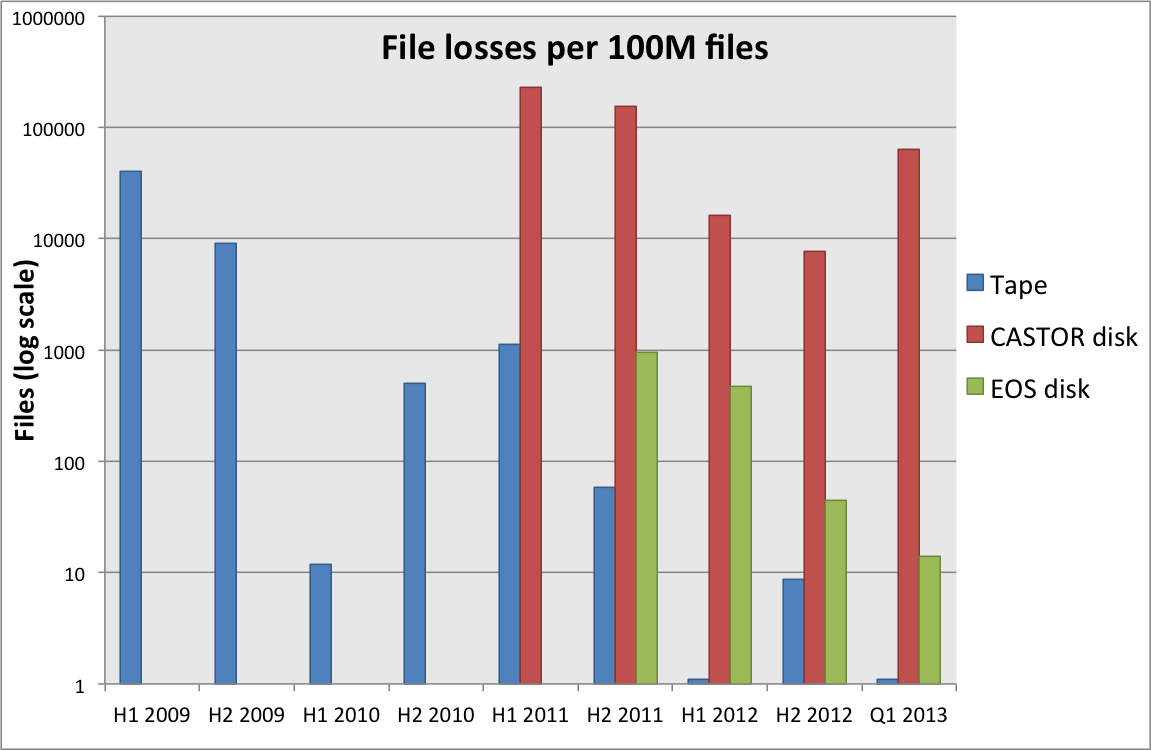 File losses per 100M files
1000000
100000
10000
1000
100
10
1
Files (log scale)
H1 2009 H2 2009 H1 2010 H2 2010 H1 2011 H2 2011 H1 2012 H2 2012 Q1 2013
Tape
CASTOR disk
EOS disk